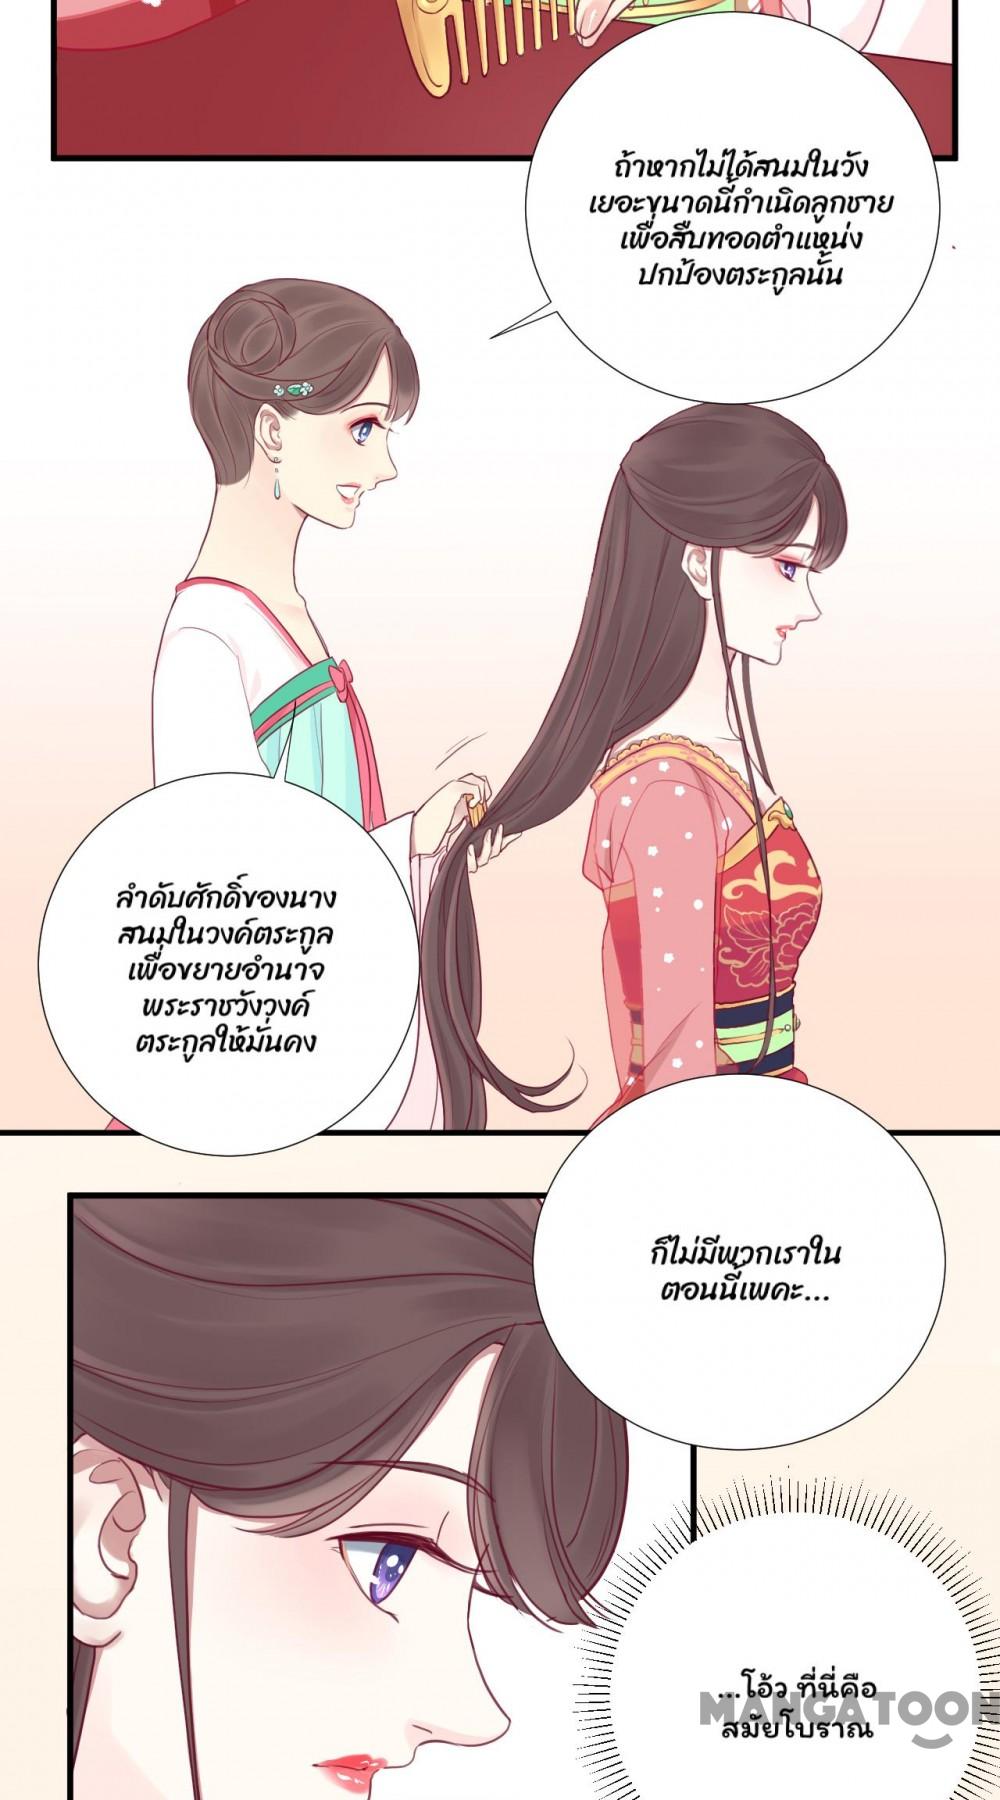 ถ้าหากไม่ได้สนมในวัง
เยอะขนาดนี้กำเนิดลูกชาย
เพื่อสืบทอดตำแหน่ง
ปกป้องตระกูลนั้น
ลำดับศักดิ์ของนาง
สนมในวงค์ตระกูล
เพื่อขยายอำนาจ
พระราชวังวงค์
ตระกูลให้มั่นคง
ก็ไม่มีพวกเราใน
ตอนนี้เพคะ...
...โอ้ว ที่นี่คือ
สมัยโบราณ
MANGATOON